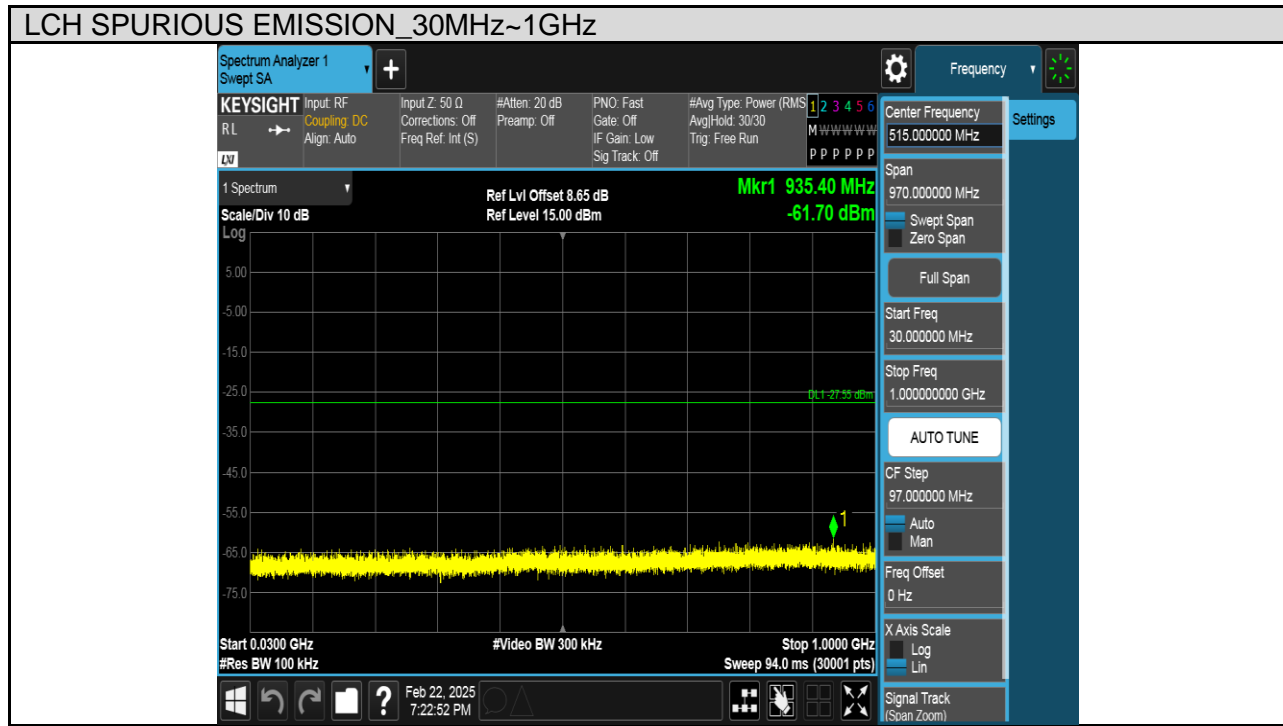 LCH SPURIOUS EMISSION_30MHz~1GHz
Spectrum Analyzer 1
Swept SA
+
Frequency
KEYSIGHT
RL
LXI
Input: RF
Coupling: DC
Align: Auto
Input Z: 50 Ω
Corrections: Off
Freq Ref: Int (S)
#Atten: 20 dB
Preamp: Off
PNO: Fast
Gate: Off
IF Gain: Low
Sig Track: Off
#Avg Type: Power (RMS
Avg|Hold: 30/30
Trig: Free Run
1 2 3 4 5 6
M W W W W W
P P P P P P
Center Frequency
515.000000 MHz
Settings
Span
970.000000 MHz
Swept Span
Zero Span
Full Span
Start Freq
30.000000 MHz
Stop Freq
1.000000000 GHz
AUTO TUNE
CF Step
97.000000 MHz
Auto
Man
Freq Offset
0 Hz
X Axis Scale
Log
Lin
Signal Track
(Span Zoom)
1 Spectrum
Scale/Div 10 dB
Log
Ref Lvl Offset 8.65 dB
Ref Level 15.00 dBm
Mkr1 935.40 MHz
-61.70 dBm
5.00
-5.00
-15.0
-25.0
DL1 -27.55 dBm
-35.0
-45.0
-55.0
1
-65.0
-75.0
Start 0.0300 GHz
#Video BW 300 kHz
Stop 1.0000 GHz
#Res BW 100 kHz
Sweep 94.0 ms (30001 pts)
?
Feb 22, 2025
7:22:52 PM